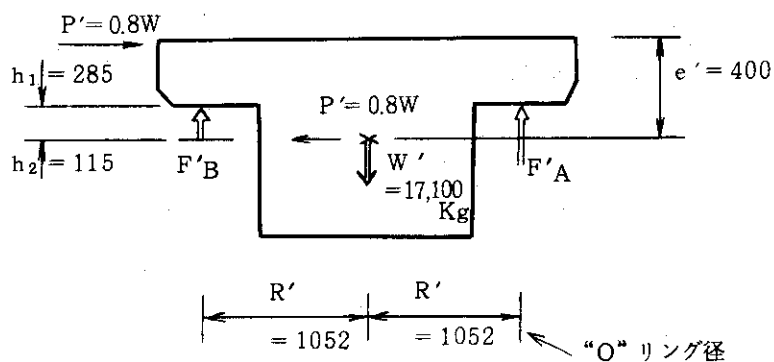 P'= 0.8W
h₁= 285
e'= 400
P'= 0.8W
h₂= 115
F'B
W'
=17,100
Kg
F'A
R'
= 1052
R'
= 1052
“O” リング径